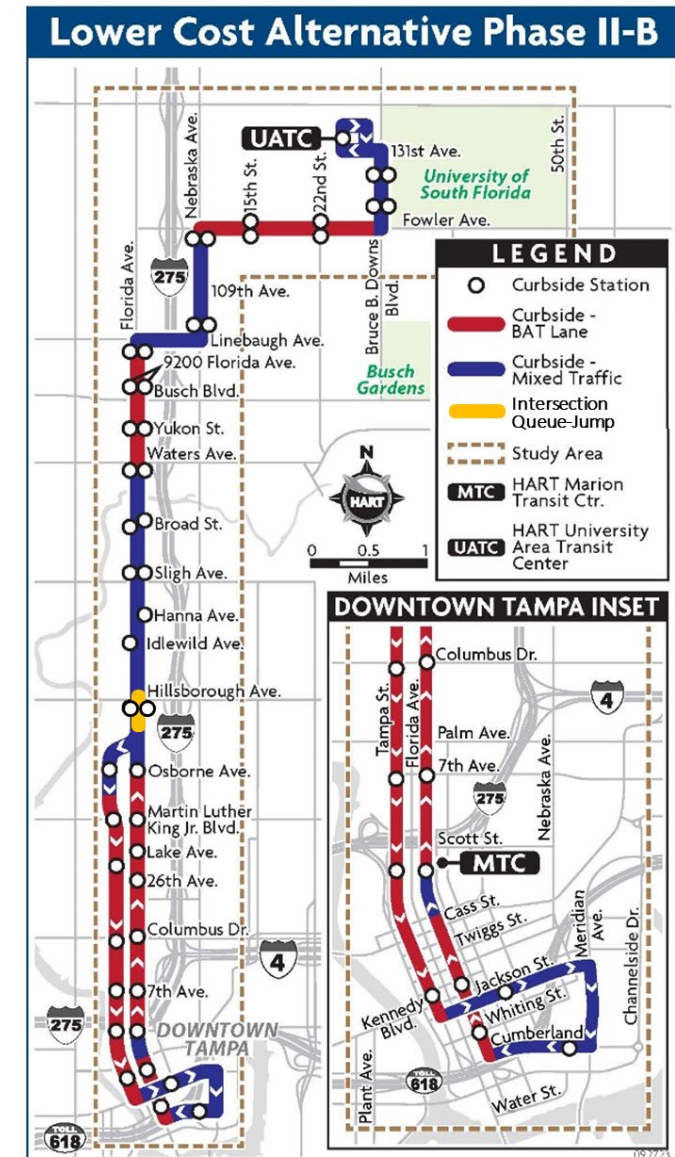 Lower Cost Alternative Phase II-B
UATC
131st Ave.
50th St.
Nebraska Ave.
15th St.
22nd St.
University of
South Florida
Fowler Ave.
Florida Ave.
275
109th Ave.
Bruce B. Downs
Blvd.
Linebaugh Ave.
9200 Florida Ave.
Busch Blvd.
Busch
Gardens
Yukon St.
Waters Ave.
Broad St.
Sligh Ave.
Hanna Ave.
Idlewild Ave.
Hillsborough Ave.
275
Osborne Ave.
Martin Luther
King Jr. Blvd.
Lake Ave.
26th Ave.
Columbus Dr.
4
7th Ave.
275
DOWNTOWN
TAMPA
TOLL
618
N
HART
0 0.5 1
Miles
LEGEND
Curbside Station
Curbside -
BAT Lane
Curbside -
Mixed Traffic
Intersection
Queue-Jump
Study Area
MTC
HART Marion
Transit Ctr.
UATC
HART University
Area Transit
Center
DOWNTOWN TAMPA INSET
Columbus Dr.
4
Tampa St.
Florida Ave.
Palm Ave.
7th Ave.
275
Nebraska Ave.
Scott St.
MTC
Cass St.
Twiggs St.
Meridian
Ave.
Channelside Dr.
Jackson St.
Kennedy
Blvd.
Whiting St.
Cumberland
Plant Ave.
TOLL
618
Water St.
092723